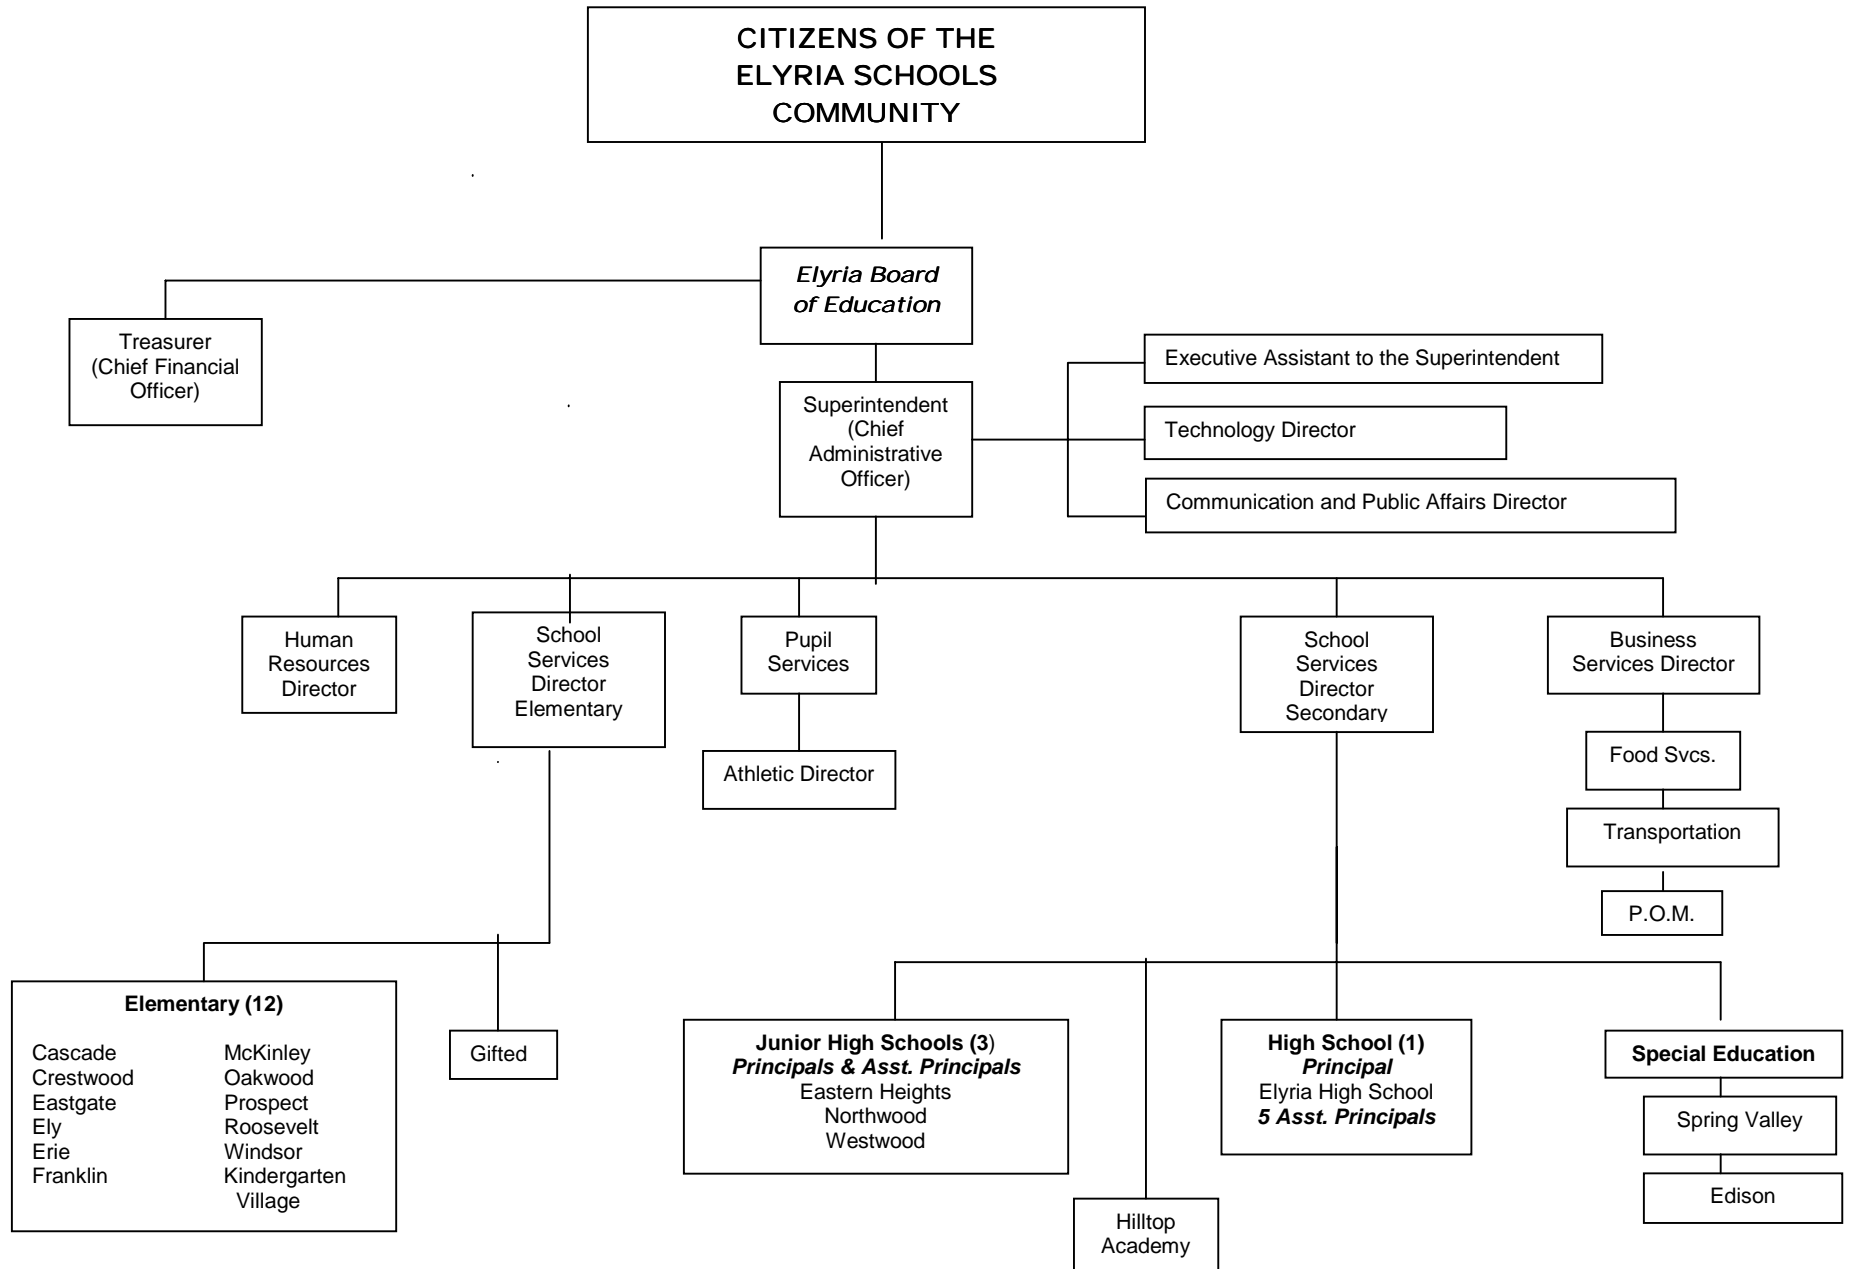 CITIZENS OF THE
ELYRIA SCHOOLS
COMMUNITY
Elyria Board
of Education
Treasurer
(Chief Financial
Officer)
Executive Assistant to the Superintendent
Superintendent
(Chief
Administrative
Officer)
Technology Director
Communication and Public Affairs Director
Human
Resources
Director
School
Services
Director
Elementary
Pupil
Services
School
Services
Director
Secondary
Business
Services Director
Athletic Director
Food Svcs.
Transportation
P.O.M.
Elementary (12)
Cascade McKinley
Crestwood Oakwood
Eastgate Prospect
Ely Roosevelt
Erie Windsor
Franklin Kindergarten
Village
Gifted
Junior High Schools (3)
Principals & Asst. Principals
Eastern Heights
Northwood
Westwood
Hilltop
Academy
High School (1)
Principal
Elyria High School
5 Asst. Principals
Special Education
Spring Valley
Edison